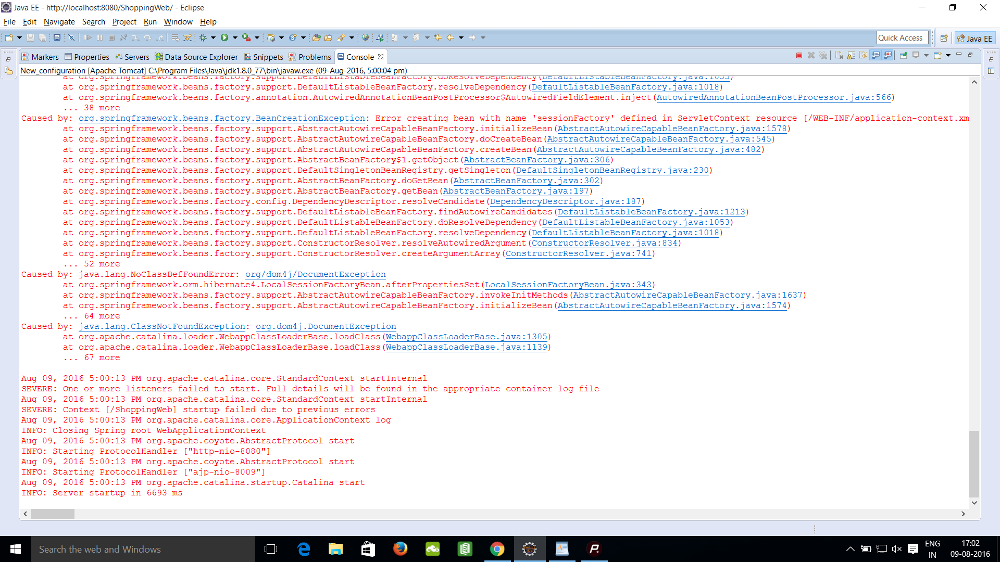 Java EE - http://localhost:8080/ShoppingWeb/ - Eclipse
File Edit Navigate Search Project Run Window Help
Quick Access
Java EE
Markers Properties Servers Data Source Explorer Snippets Problems Console
New_configuration [Apache Tomcat] C:\Program Files\Java\jdk1.8.0_77\bin\javaw.exe (09-Aug-2016, 5:00:04 pm)
at org.springframework.beans.factory.support.DefaultListableBeanFactory.doResolveDependency(DefaultListableBeanFactory.java:1053)
at org.springframework.beans.factory.support.DefaultListableBeanFactory.resolveDependency(DefaultListableBeanFactory.java:1018)
at org.springframework.beans.factory.annotation.AutowiredAnnotationBeanPostProcessor$AutowiredFieldElement.inject(AutowiredAnnotationBeanPostProcessor.java:566)
... 38 more
Caused by: org.springframework.beans.factory.BeanCreationException: Error creating bean with name 'sessionFactory' defined in ServletContext resource [/WEB-INF/application-context.xm
at org.springframework.beans.factory.support.AbstractAutowireCapableBeanFactory.initializeBean(AbstractAutowireCapableBeanFactory.java:1578)
at org.springframework.beans.factory.support.AbstractAutowireCapableBeanFactory.doCreateBean(AbstractAutowireCapableBeanFactory.java:545)
at org.springframework.beans.factory.support.AbstractAutowireCapableBeanFactory.createBean(AbstractAutowireCapableBeanFactory.java:482)
at org.springframework.beans.factory.support.AbstractBeanFactory$1.getObject(AbstractBeanFactory.java:306)
at org.springframework.beans.factory.support.DefaultSingletonBeanRegistry.getSingleton(DefaultSingletonBeanRegistry.java:230)
at org.springframework.beans.factory.support.AbstractBeanFactory.doGetBean(AbstractBeanFactory.java:302)
at org.springframework.beans.factory.support.AbstractBeanFactory.getBean(AbstractBeanFactory.java:197)
at org.springframework.beans.factory.config.DependencyDescriptor.resolveCandidate(DependencyDescriptor.java:187)
at org.springframework.beans.factory.support.DefaultListableBeanFactory.findAutowireCandidates(DefaultListableBeanFactory.java:1213)
at org.springframework.beans.factory.support.DefaultListableBeanFactory.doResolveDependency(DefaultListableBeanFactory.java:1053)
at org.springframework.beans.factory.support.DefaultListableBeanFactory.resolveDependency(DefaultListableBeanFactory.java:1018)
at org.springframework.beans.factory.support.ConstructorResolver.resolveAutowiredArgument(ConstructorResolver.java:834)
at org.springframework.beans.factory.support.ConstructorResolver.createArgumentArray(ConstructorResolver.java:741)
... 52 more
Caused by: java.lang.NoClassDefFoundError: org/dom4j/DocumentException
at org.springframework.orm.hibernate4.LocalSessionFactoryBean.afterPropertiesSet(LocalSessionFactoryBean.java:343)
at org.springframework.beans.factory.support.AbstractAutowireCapableBeanFactory.invokeInitMethods(AbstractAutowireCapableBeanFactory.java:1637)
at org.springframework.beans.factory.support.AbstractAutowireCapableBeanFactory.initializeBean(AbstractAutowireCapableBeanFactory.java:1574)
... 64 more
Caused by: java.lang.ClassNotFoundException: org.dom4j.DocumentException
at org.apache.catalina.loader.WebappClassLoaderBase.loadClass(WebappClassLoaderBase.java:1305)
at org.apache.catalina.loader.WebappClassLoaderBase.loadClass(WebappClassLoaderBase.java:1139)
... 67 more
Aug 09, 2016 5:00:13 PM org.apache.catalina.core.StandardContext startInternal
SEVERE: One or more listeners failed to start. Full details will be found in the appropriate container log file
Aug 09, 2016 5:00:13 PM org.apache.catalina.core.StandardContext startInternal
SEVERE: Context [/ShoppingWeb] startup failed due to previous errors
Aug 09, 2016 5:00:13 PM org.apache.catalina.core.ApplicationContext log
INFO: Closing Spring root WebApplicationContext
Aug 09, 2016 5:00:13 PM org.apache.coyote.AbstractProtocol start
INFO: Starting ProtocolHandler ["http-nio-8080"]
Aug 09, 2016 5:00:13 PM org.apache.coyote.AbstractProtocol start
INFO: Starting ProtocolHandler ["ajp-nio-8009"]
Aug 09, 2016 5:00:13 PM org.apache.catalina.startup.Catalina start
INFO: Server startup in 6693 ms
Search the web and Windows
ENG
IN
17:02
09-08-2016